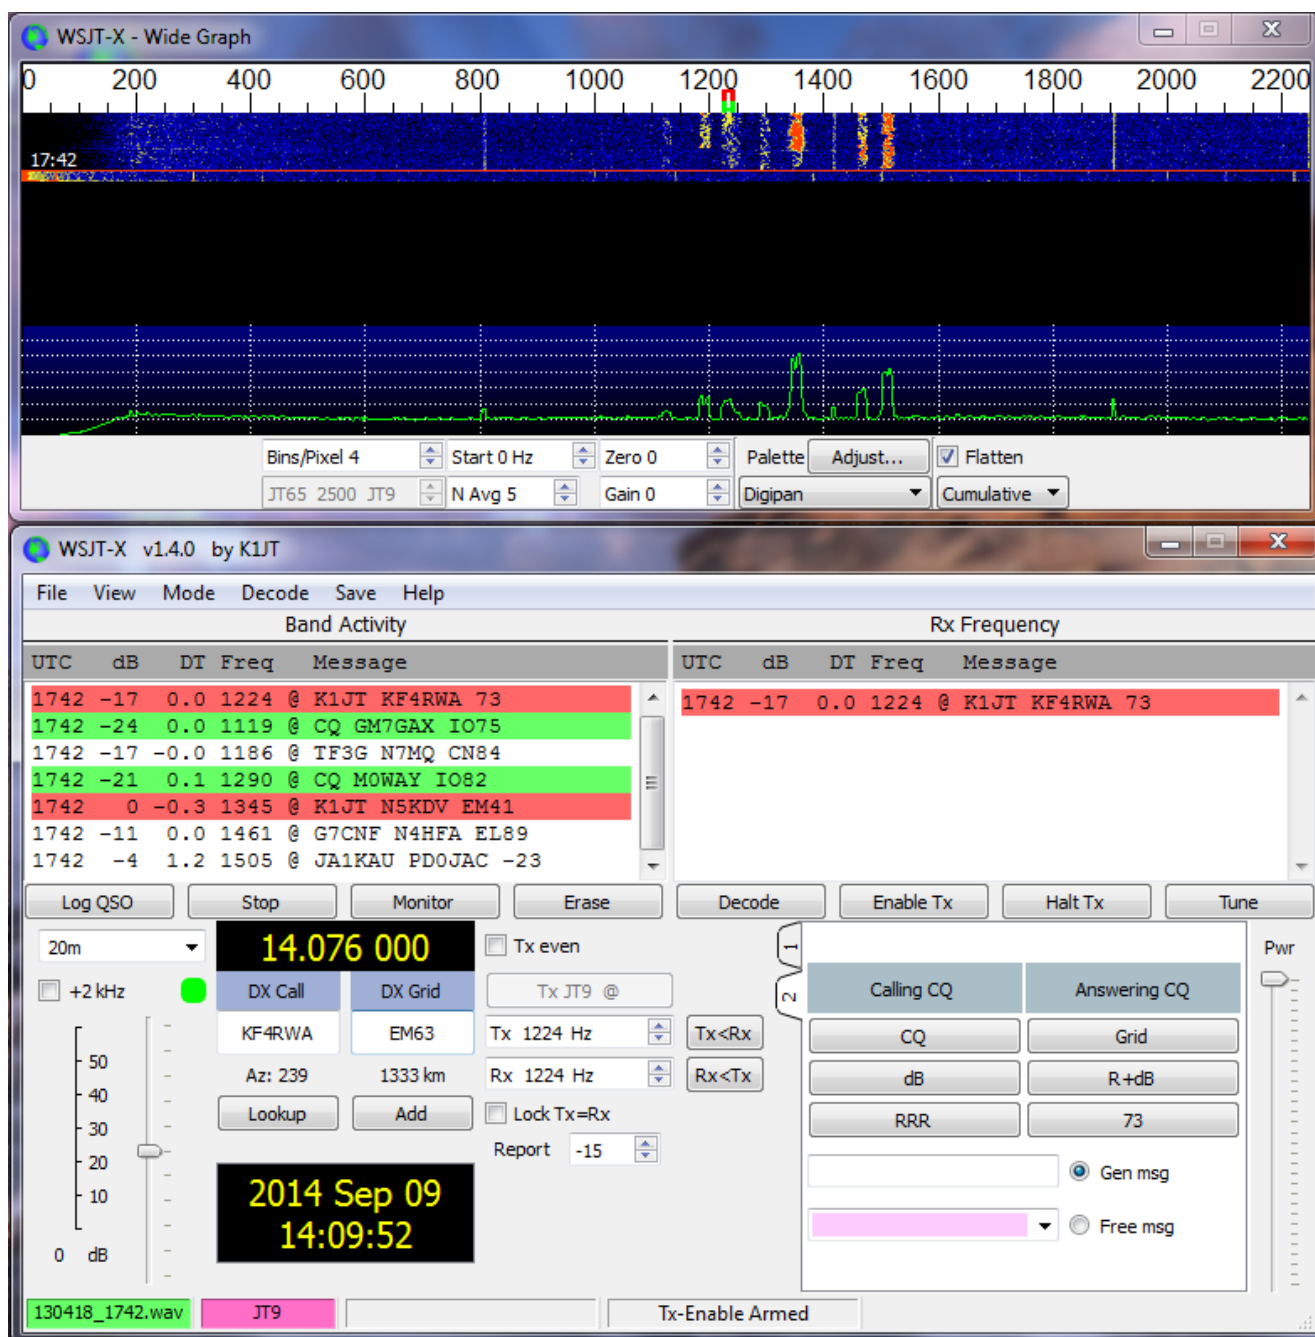 WSJT-X - Wide Graph
0 200 400 600 800 1000 1200 1400 1600 1800 2000 2200
17:42
Bins/Pixel 4 Start 0 Hz Zero 0 Palette Adjust... Flatten
JT65 2500 JT9 N Avg 5 Gain 0 Digipan Cumulative
WSJT-X v1.4.0 by K1JT
File View Mode Decode Save Help
Band Activity
UTC dB DT Freq Message
1742 -17 0.0 1224 @ K1JT KF4RWA 73
1742 -24 0.0 1119 @ CQ GM7GAX IO75
1742 -17 -0.0 1186 @ TF3G N7MQ CN84
1742 -21 0.1 1290 @ CQ M0WAY IO82
1742 0 -0.3 1345 @ K1JT N5KDV EM41
1742 -11 0.0 1461 @ G7CNF N4HFA EL89
1742 -4 1.2 1505 @ JA1KAU PD0JAC -23
Rx Frequency
UTC dB DT Freq Message
1742 -17 0.0 1224 @ K1JT KF4RWA 73
Log QSO Stop Monitor Erase Decode Enable Tx Halt Tx Tune
20m
14.076 000
Tx even
+2 kHz
DX Call DX Grid
Tx JT9 @
KF4RWA EM63
Tx 1224 Hz Tx<Rx
Az: 239 1333 km
Rx 1224 Hz Rx<Tx
Lookup Add
Lock Tx=Rx
Report -15
50
40
30
20
10
0 dB
2014 Sep 09
14:09:52
1
2
Calling CQ Answering CQ
CQ Grid
dB R+dB
RRR 73
Gen msg
Free msg
Pwr
130418_1742.wav JT9 Tx-Enable Armed